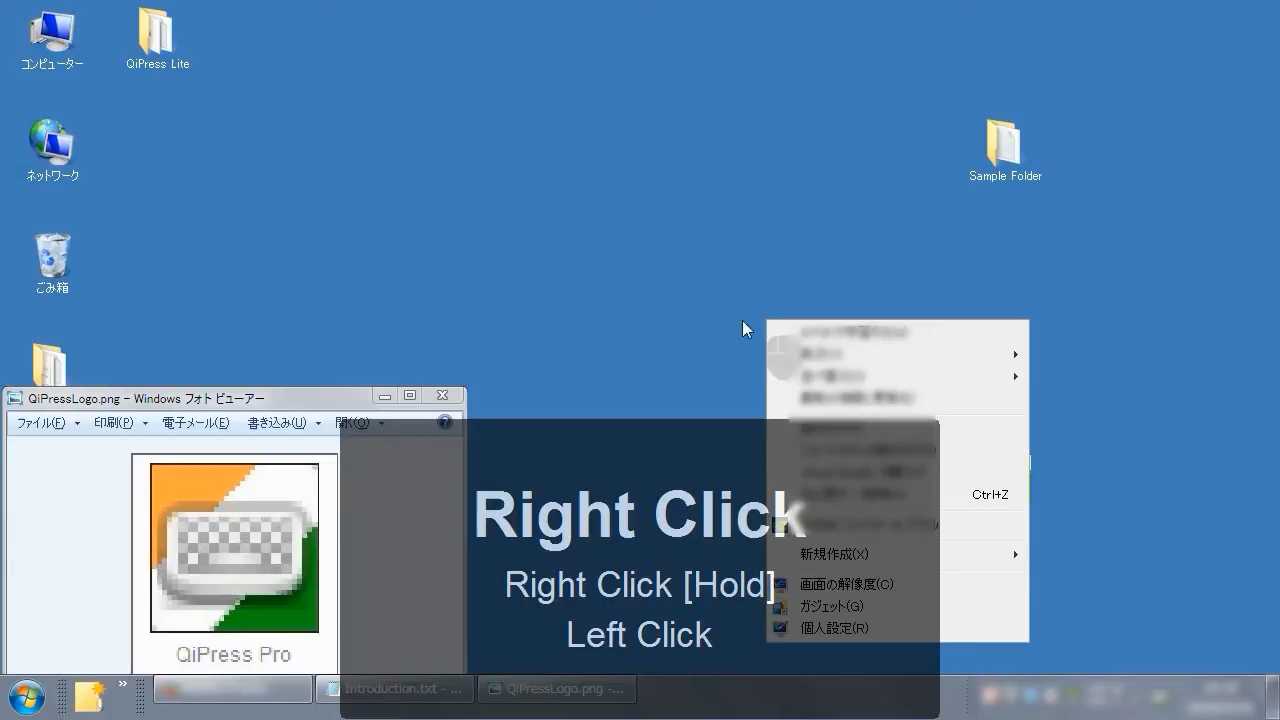 コンピューター
QiPress Lite
ネットワーク
Sample Folder
ごみ箱
QiPressLogo.png - Windows フォト ビューアー
ファイル(F)
印刷(P)
電子メール(E)
書き込み(U)
開く(O)
QiPress Pro
Ctrl+Z
新規作成(X)
画面の解像度(C)
ガジェット(G)
個人設定(R)
Right Click
Right Click [Hold]
Left Click
Introduction.txt - ...
QiPressLogo.png -...